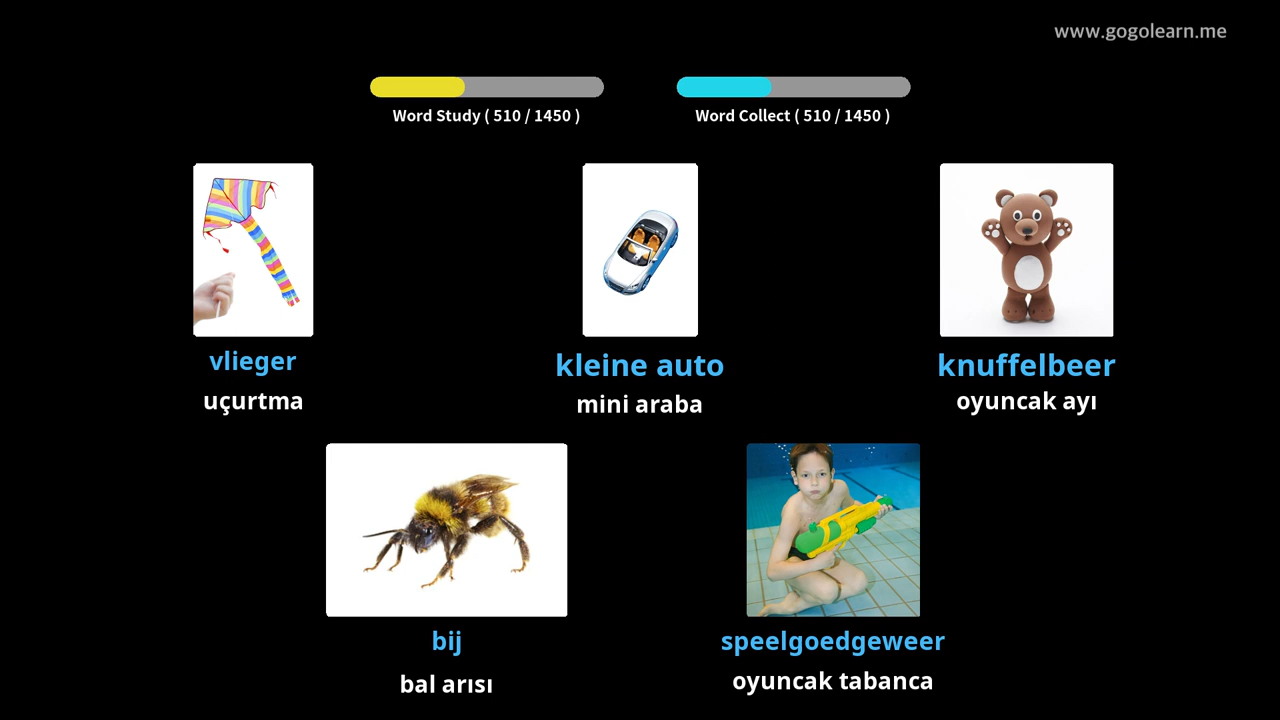 www.gogolearn.me
Word Study ( 510 / 1450 )
Word Collect ( 510 / 1450 )
vlieger
uçurtma
kleine auto
mini araba
knuffelbeer
oyuncak ayı
bij
bal arısı
speelgoedgeweer
oyuncak tabanca